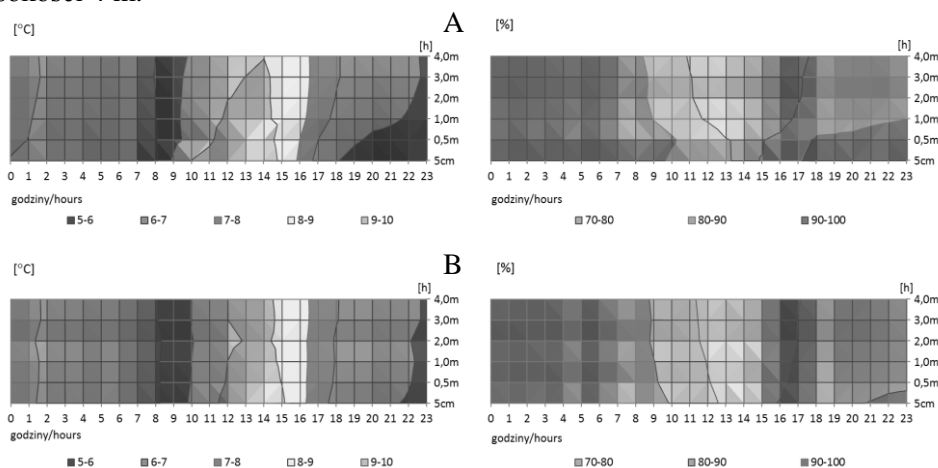 A
[°C] [%]
[h] [h]
4,0m 4,0m
3,0m 3,0m
2,0m 2,0m
1,0m 1,0m
0,5m 0,5m
5cm 5cm
0 1 2 3 4 5 6 7 8 9 10 11 12 13 14 15 16 17 18 19 20 21 22 23 0 1 2 3 4 5 6 7 8 9 10 11 12 13 14 15 16 17 18 19 20 21 22 23
godziny/hours godziny/hours
5-6 6-7 7-8 8-9 9-10 70-80 80-90 90-100
B
[°C] [%]
[h] [h]
4,0m 4,0m
3,0m 3,0m
2,0m 2,0m
1,0m 1,0m
0,5m 0,5m
5cm 5cm
0 1 2 3 4 5 6 7 8 9 10 11 12 13 14 15 16 17 18 19 20 21 22 23 0 1 2 3 4 5 6 7 8 9 10 11 12 13 14 15 16 17 18 19 20 21 22 23
godziny/hours godziny/hours
5-6 6-7 7-8 8-9 9-10 70-80 80-90 90-100